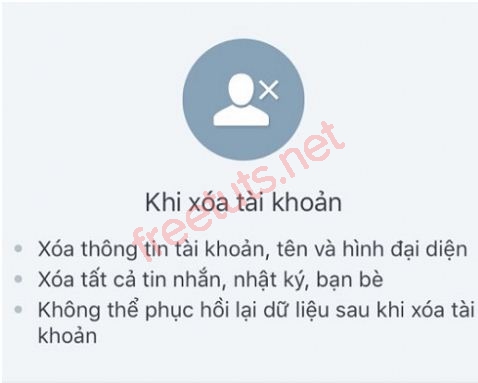 Khi xóa tài khoản
Xóa thông tin tài khoản, tên và hình đại diện
Xóa tất cả tin nhắn, nhật ký, bạn bè
Không thể phục hồi lại dữ liệu sau khi xóa tài
khoản
freetuts.net